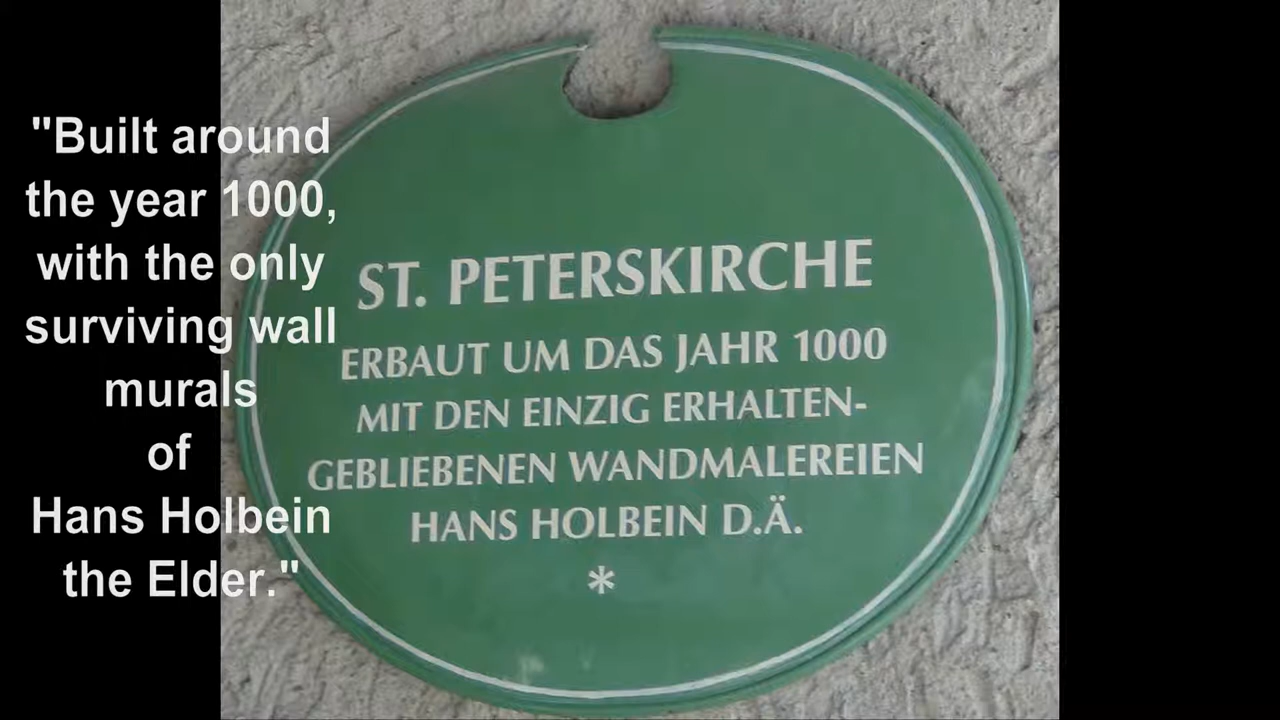 "Built around
the year 1000,
with the only
surviving wall
murals
of
Hans Holbein
the Elder."
ST. PETERSKIRCHE
ERBAUT UM DAS JAHR 1000
MIT DEN EINZIG ERHALTEN-
GEBLIEBENEN WANDMALEREIEN
HANS HOLBEIN D.Ä.
*